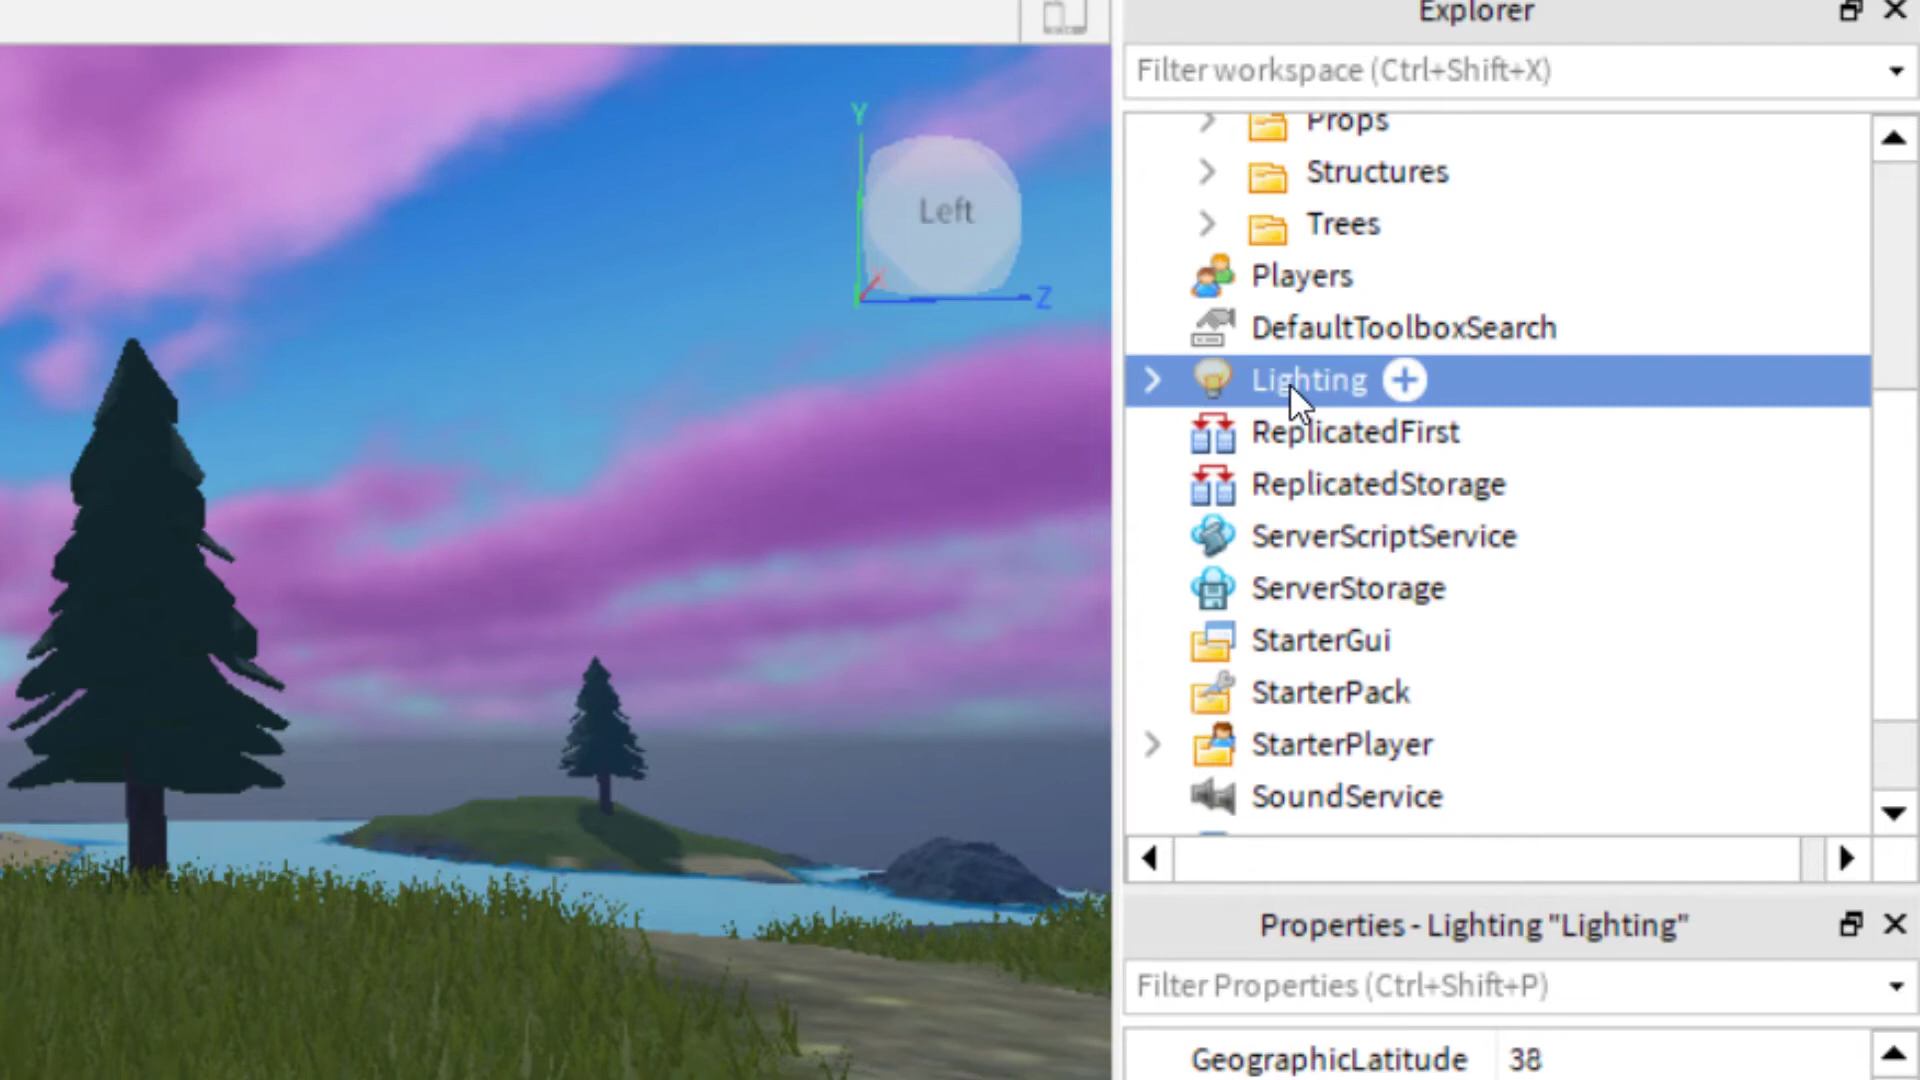 Explorer
Filter workspace (Ctrl+Shift+X)
Props
Structures
Trees
Players
DefaultToolboxSearch
Lighting
ReplicatedFirst
ReplicatedStorage
ServerScriptService
ServerStorage
StarterGui
StarterPack
StarterPlayer
SoundService
Properties - Lighting "Lighting"
Filter Properties (Ctrl+Shift+P)
GeographicLatitude 38
Y
Left
X
Z